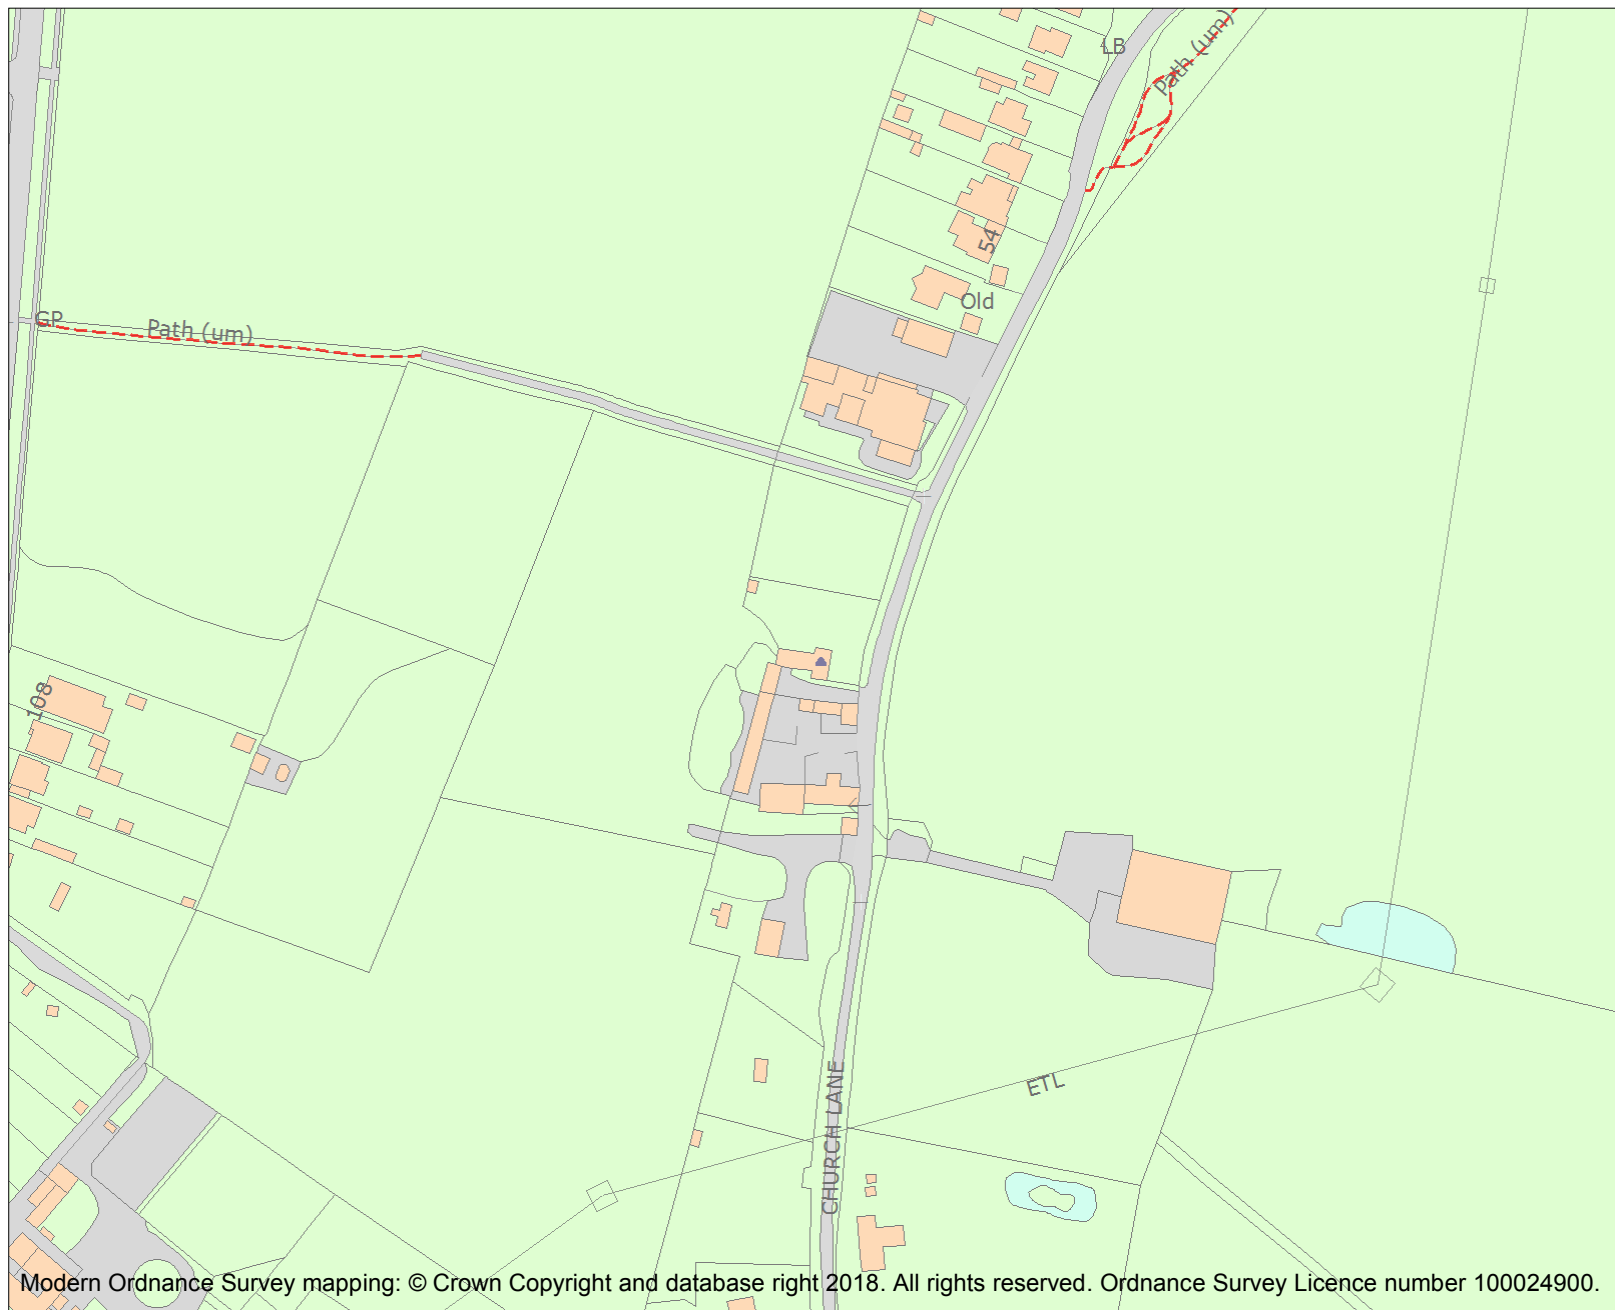 LB
Path (um)
54
Old
GP
Path (um)
108
ETL
CHURCH LANE
Modern Ordnance Survey mapping: © Crown Copyright and database right 2018. All rights reserved. Ordnance Survey Licence number 100024900.